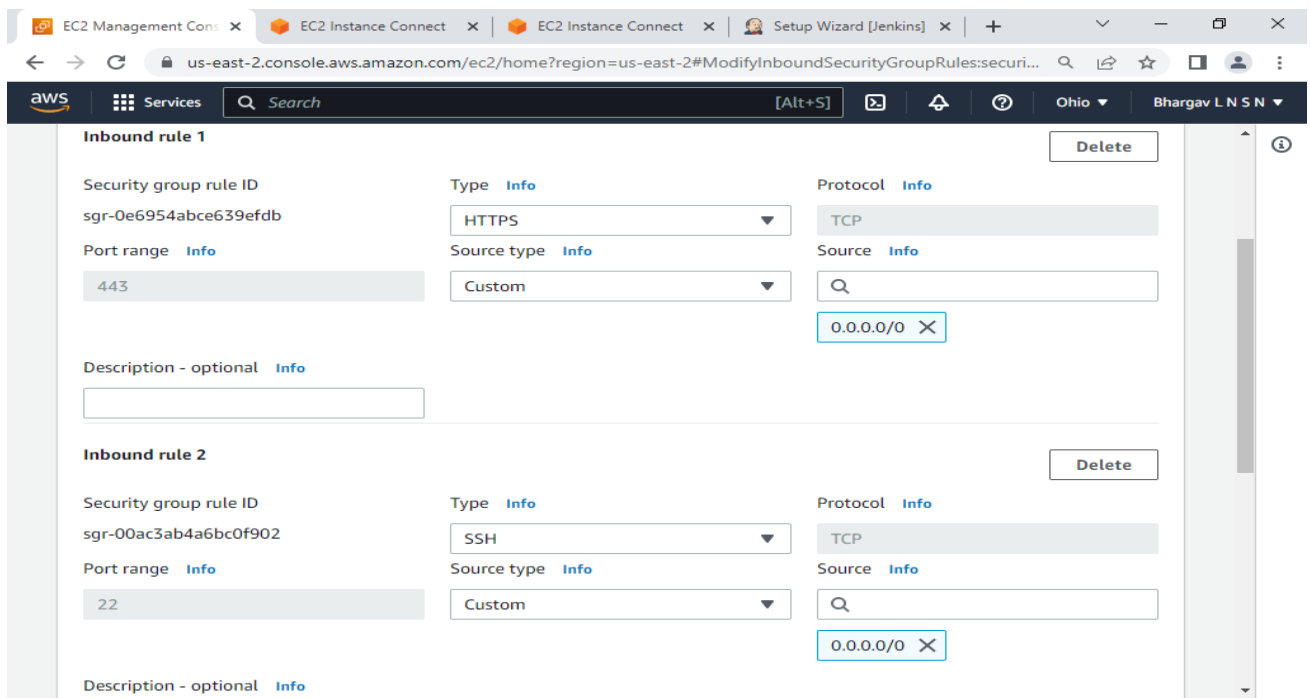 EC2 Management Cons EC2 Instance Connect EC2 Instance Connect Setup Wizard [Jenkins]
us-east-2.console.aws.amazon.com/ec2/home?region=us-east-2#ModifyInboundSecurityGroupRules:securi...
aws Services Search [Alt+S] Ohio Bhargav L N S N
Inbound rule 1 Delete
Security group rule ID Type Info Protocol Info
sgr-0e6954abce639efdb HTTPS TCP
Port range Info Source type Info Source Info
443 Custom
0.0.0.0/0
Description - optional Info
Inbound rule 2 Delete
Security group rule ID Type Info Protocol Info
sgr-00ac3ab4a6bc0f902 SSH TCP
Port range Info Source type Info Source Info
22 Custom
0.0.0.0/0
Description - optional Info